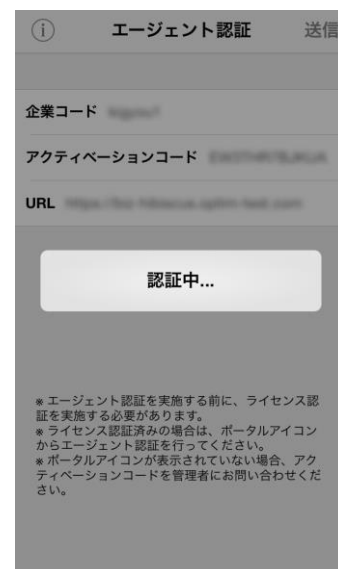 エージェント認証 送信
企業コード
アクティベーションコード
URL
認証中...
※ エージェント認証を実施する前に、ライセンス認
証を実施する必要があります。
※ ライセンス認証済みの場合は、ポータルアイコン
からエージェント認証を行ってください。
※ ポータルアイコンが表示されていない場合、アク
ティベーションコードを管理者にお問い合わせくだ
さい。